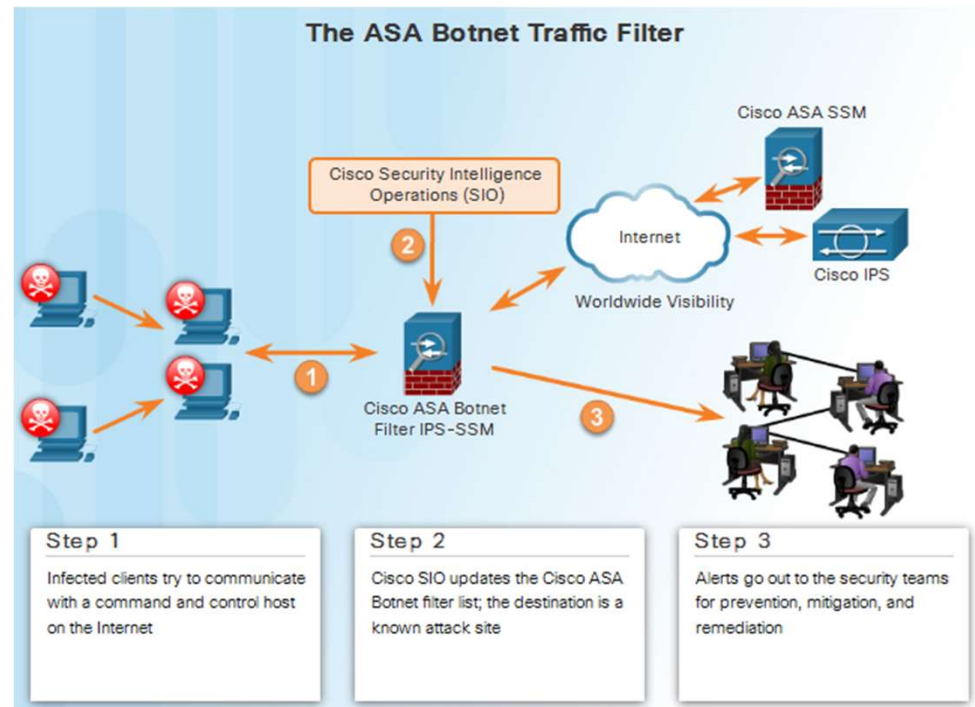 The ASA Botnet Traffic Filter
Cisco ASA SSM
Cisco Security Intelligence
Operations (SIO)
2
Internet
Cisco IPS
Worldwide Visibility
1
Cisco ASA Botnet
Filter IPS-SSM
3
Step 1
Infected clients try to communicate
with a command and control host
on the Internet
Step 2
Cisco SIO updates the Cisco ASA
Botnet filter list; the destination is a
known attack site
Step 3
Alerts go out to the security teams
for prevention, mitigation, and
remediation